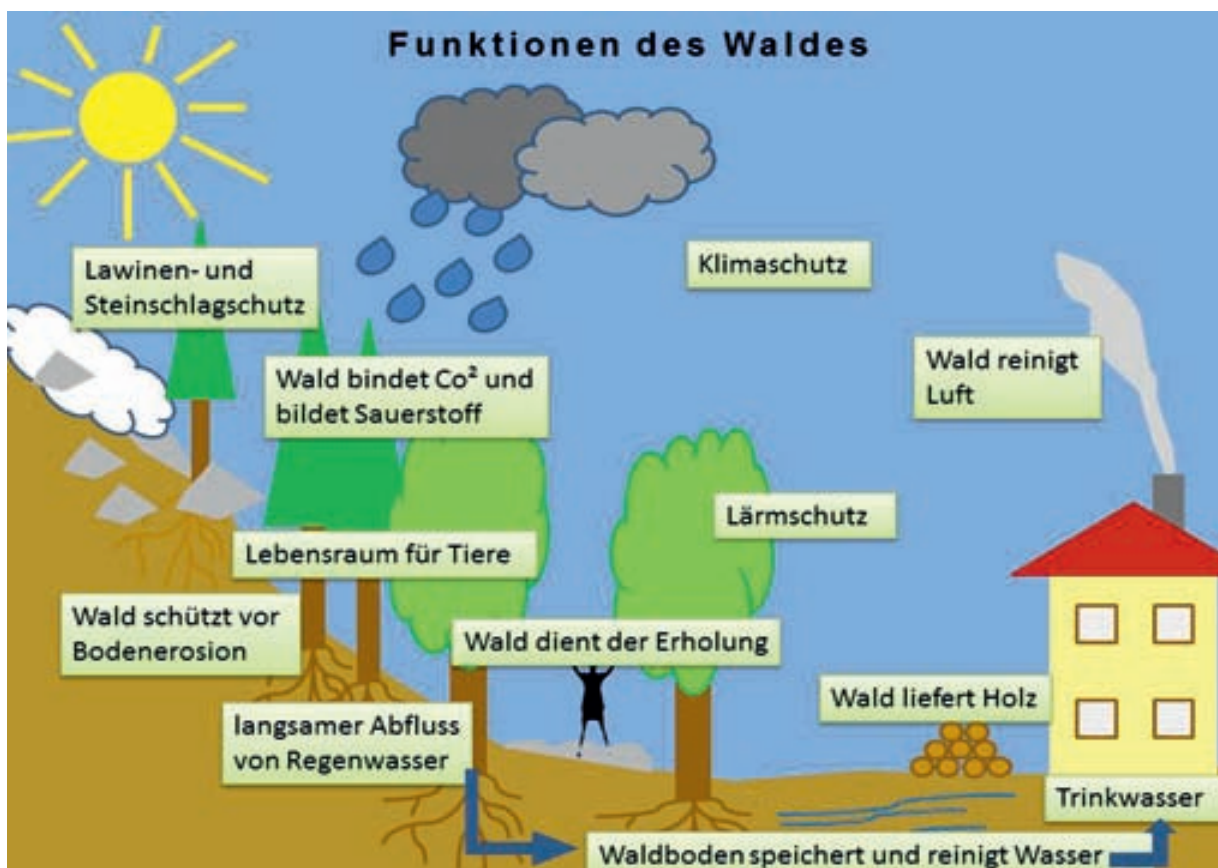 Funktionen des Waldes
Lawinen- und
Steinschlagschutz
Klimaschutz
Wald bindet Co² und
bildet Sauerstoff
Wald reinigt
Luft
Lärmschutz
Lebensraum für Tiere
Wald schützt vor
Bodenerosion
Wald dient der Erholung
Wald liefert Holz
langsamer Abfluss
von Regenwasser
Trinkwasser
Waldboden speichert und reinigt Wasser